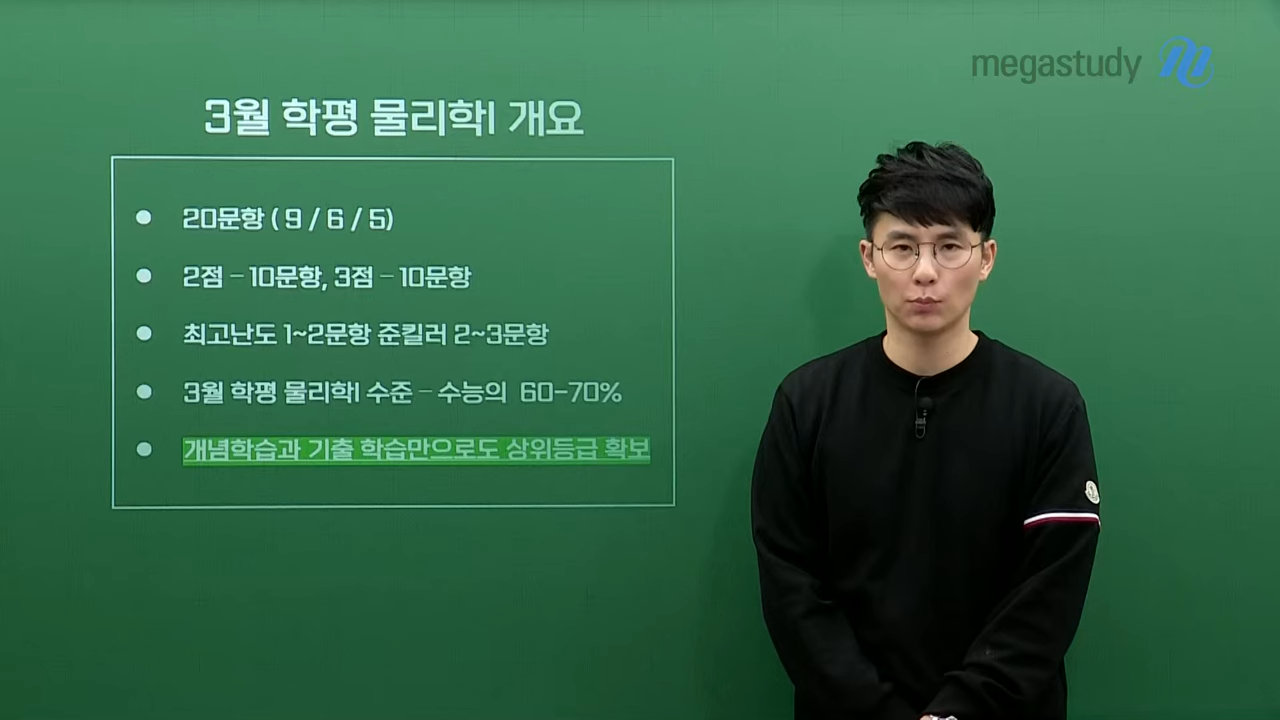 megastudy
3월 학평 물리학I 개요
20문항 ( 9 / 6 / 5)
2점 – 10문항, 3점 – 10문항
최고난도 1~2문항 준킬러 2~3문항
3월 학평 물리학I 수준 – 수능의 60-70%
개념학습과 기출 학습만으로도 상위등급 확보